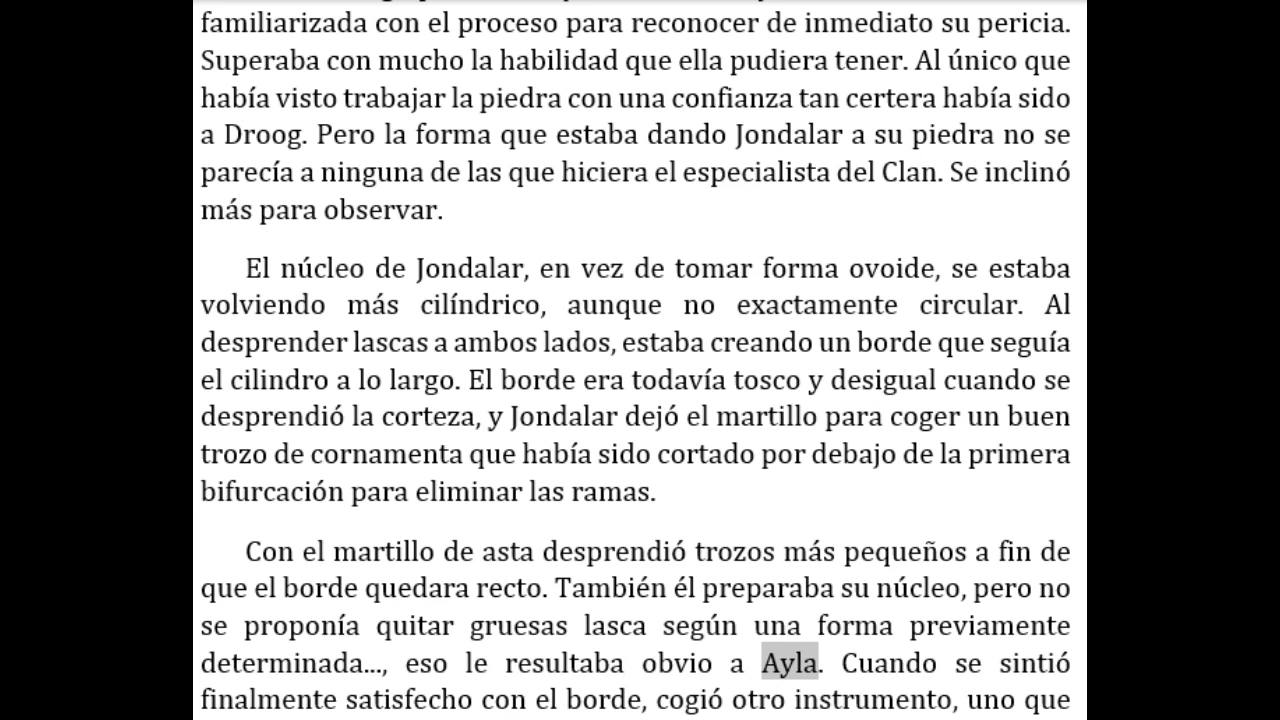 familiarizada con el proceso para reconocer de inmediato su pericia.
Superaba con mucho la habilidad que ella pudiera tener. Al único que
había visto trabajar la piedra con una confianza tan certera había sido
a Droog. Pero la forma que estaba dando Jondalar a su piedra no se
parecía a ninguna de las que hiciera el especialista del Clan. Se inclinó
más para observar.
El núcleo de Jondalar, en vez de tomar forma ovoide, se estaba
volviendo más cilíndrico, aunque no exactamente circular. Al
desprender lascas a ambos lados, estaba creando un borde que seguía
el cilindro a lo largo. El borde era todavía tosco y desigual cuando se
desprendió la corteza, y Jondalar dejó el martillo para coger un buen
trozo de cornamenta que había sido cortado por debajo de la primera
bifurcación para eliminar las ramas.
Con el martillo de asta desprendió trozos más pequeños a fin de
que el borde quedara recto. También él preparaba su núcleo, pero no
se proponía quitar gruesas lasca según una forma previamente
determinada..., eso le resultaba obvio a Ayla. Cuando se sintió
finalmente satisfecho con el borde, cogió otro instrumento, uno que